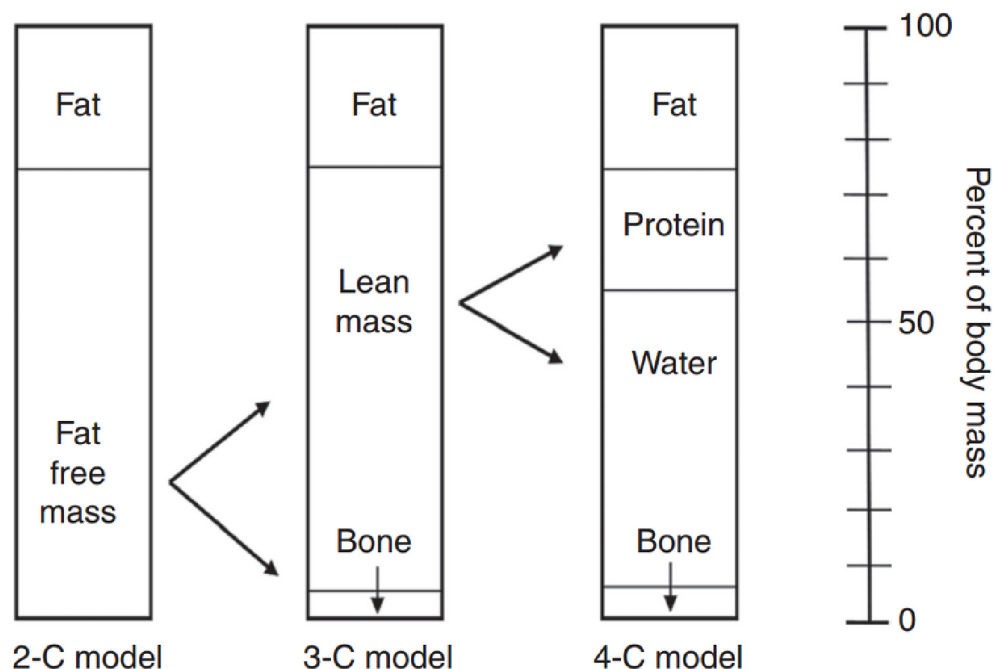 Fat
Fat
free
mass
2-C model
Fat
Lean
mass
Bone
3-C model
Fat
Protein
Water
Bone
4-C model
100
50
0
Percent of body mass